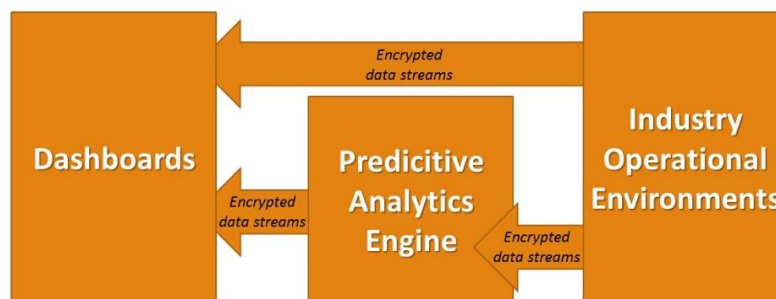 Encrypted
data streams
Dashboards
Encrypted
data streams
Predicitive
Analytics
Engine
Encrypted
data streams
Industry
Operational
Environments